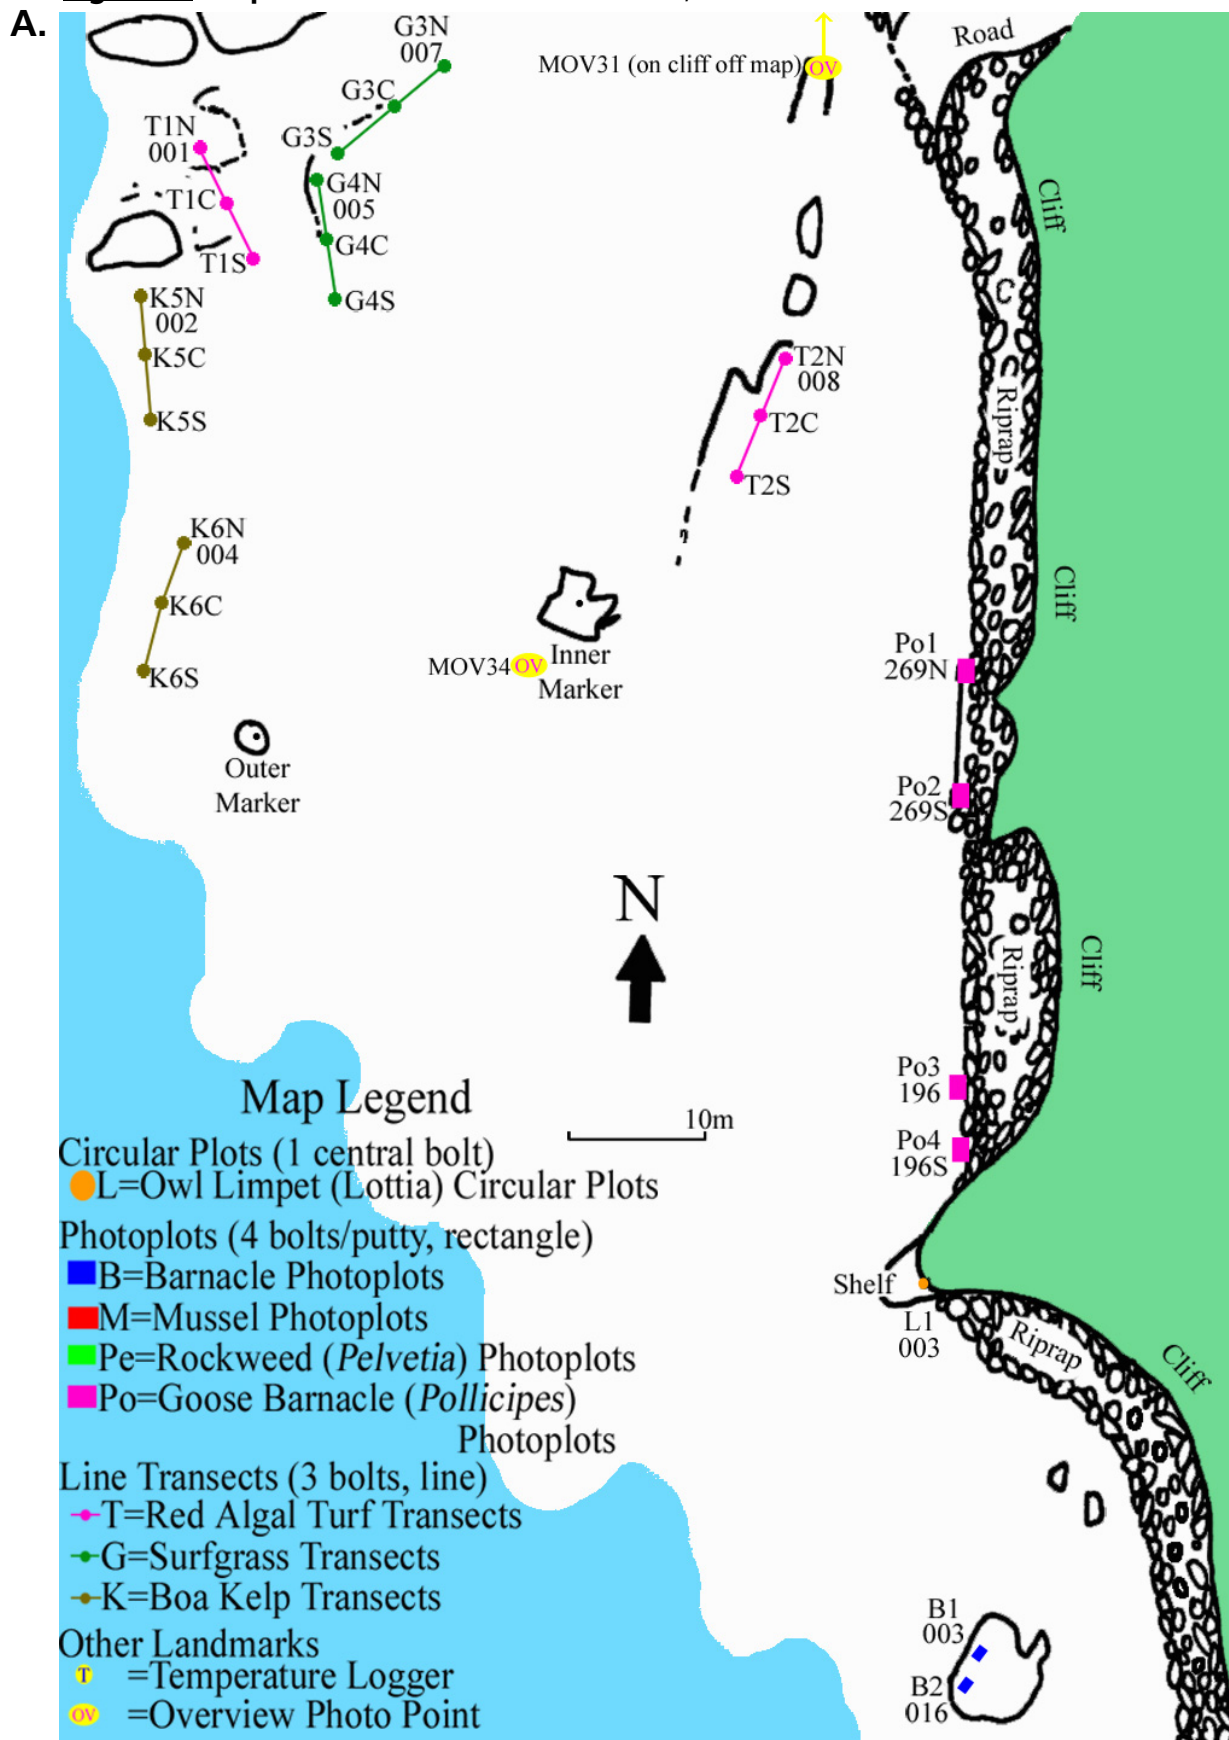 A.
G3N
007
Road
MOV31 (on cliff off map)
OV
G3C
T1N
001
G3S
G4N
005
T1C
Cliff
G4C
T1S
K5N
002
G4S
K5C
T2N
008
K5S
T2C
Riprap
T2S
K6N
004
Cliff
K6C
Po1
269N
K6S
MOV34
OV
Inner
Marker
Outer
Marker
Po2
269S
N
Cliff
Riprap
Po3
196
Po4
196S
10m
Map Legend
Circular Plots (1 central bolt)
L=Owl Limpet (Lottia) Circular Plots
Photoplots (4 bolts/putty, rectangle)
B=Barnacle Photoplots
M=Mussel Photoplots
Pe=Rockweed (Pelvetia) Photoplots
Po=Goose Barnacle (Pollicipes)
Photoplots
Line Transects (3 bolts, line)
T=Red Algal Turf Transects
G=Surfgrass Transects
K=Boa Kelp Transects
Other Landmarks
T =Temperature Logger
OV =Overview Photo Point
Shelf
L1
003
Riprap
Cliff
B1
003
B2
016